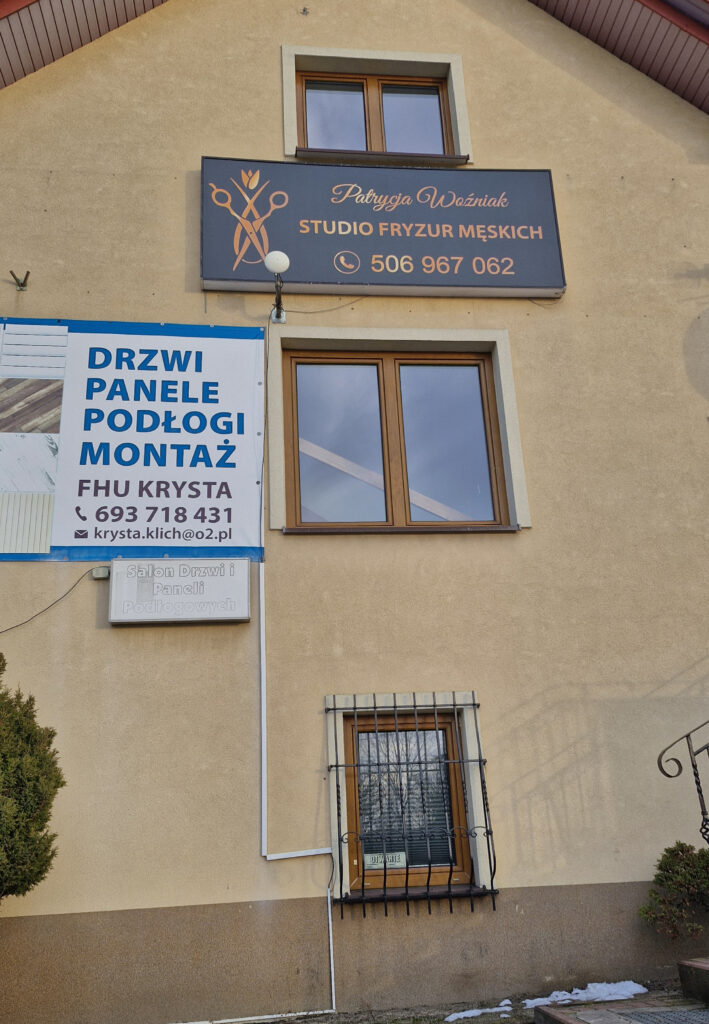 Patrycja Woźniak
STUDIO FRYZUR MĘSKICH
506 967 062
DRZWI
PANELE
PODŁOGI
MONTAŻ
FHU KRYSTA
693 718 431
krysta.klich@o2.pl
Salon Drzwi i
Paneli
Podłogowych
OTWARTE